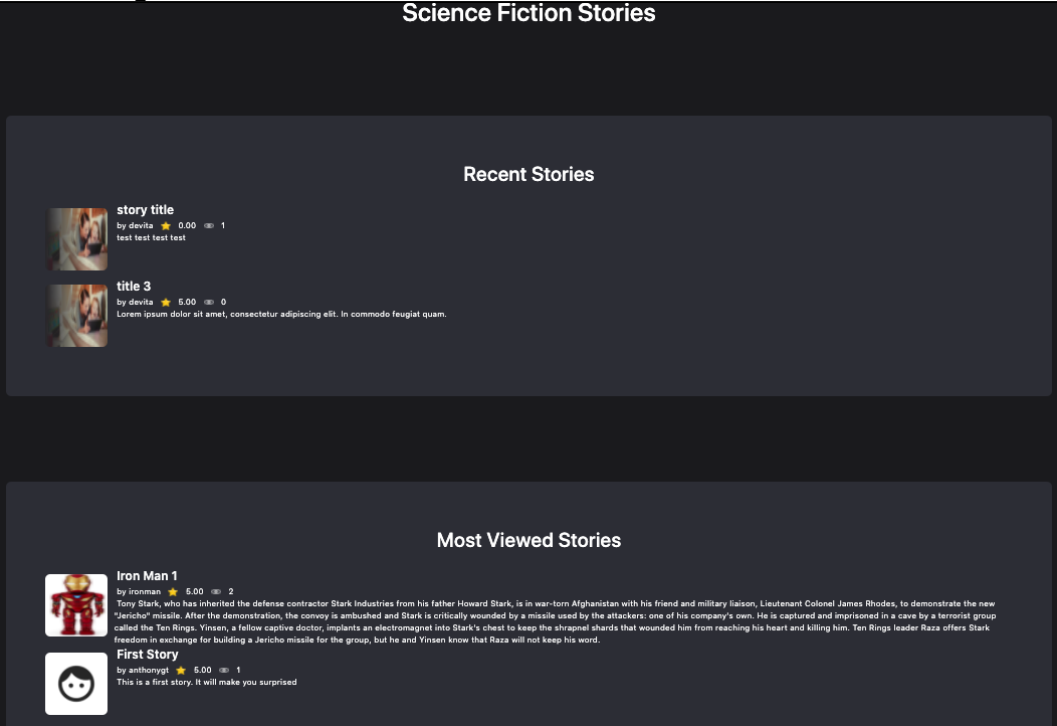 Science Fiction Stories
Recent Stories
story title
by devita 0.00 1
test test test test
title 3
by devita 5.00 0
Lorem ipsum dolor sit amet, consectetur adipiscing elit. In commodo feugiat quam.
Most Viewed Stories
Iron Man 1
by ironman 5.00 2
Tony Stark, who has inherited the defense contractor Stark Industries from his father Howard Stark, is in war-torn Afghanistan with his friend and military liaison, Lieutenant Colonel James Rhodes, to demonstrate the new
"Jericho" missile. After the demonstration, the convoy is ambushed and Stark is critically wounded by a missile used by the attackers: one of his company's own. He is captured and imprisoned in a cave by a terrorist group
called the Ten Rings. Yinsen, a fellow captive doctor, implants an electromagnet into Stark's chest to keep the shrapnel shards that wounded him from reaching his heart and killing him. Ten Rings leader Raza offers Stark
freedom in exchange for building a Jericho missile for the group, but he and Yinsen know that Raza will not keep his word.
First Story
by anthonygt 5.00 1
This is a first story. It will make you surprised